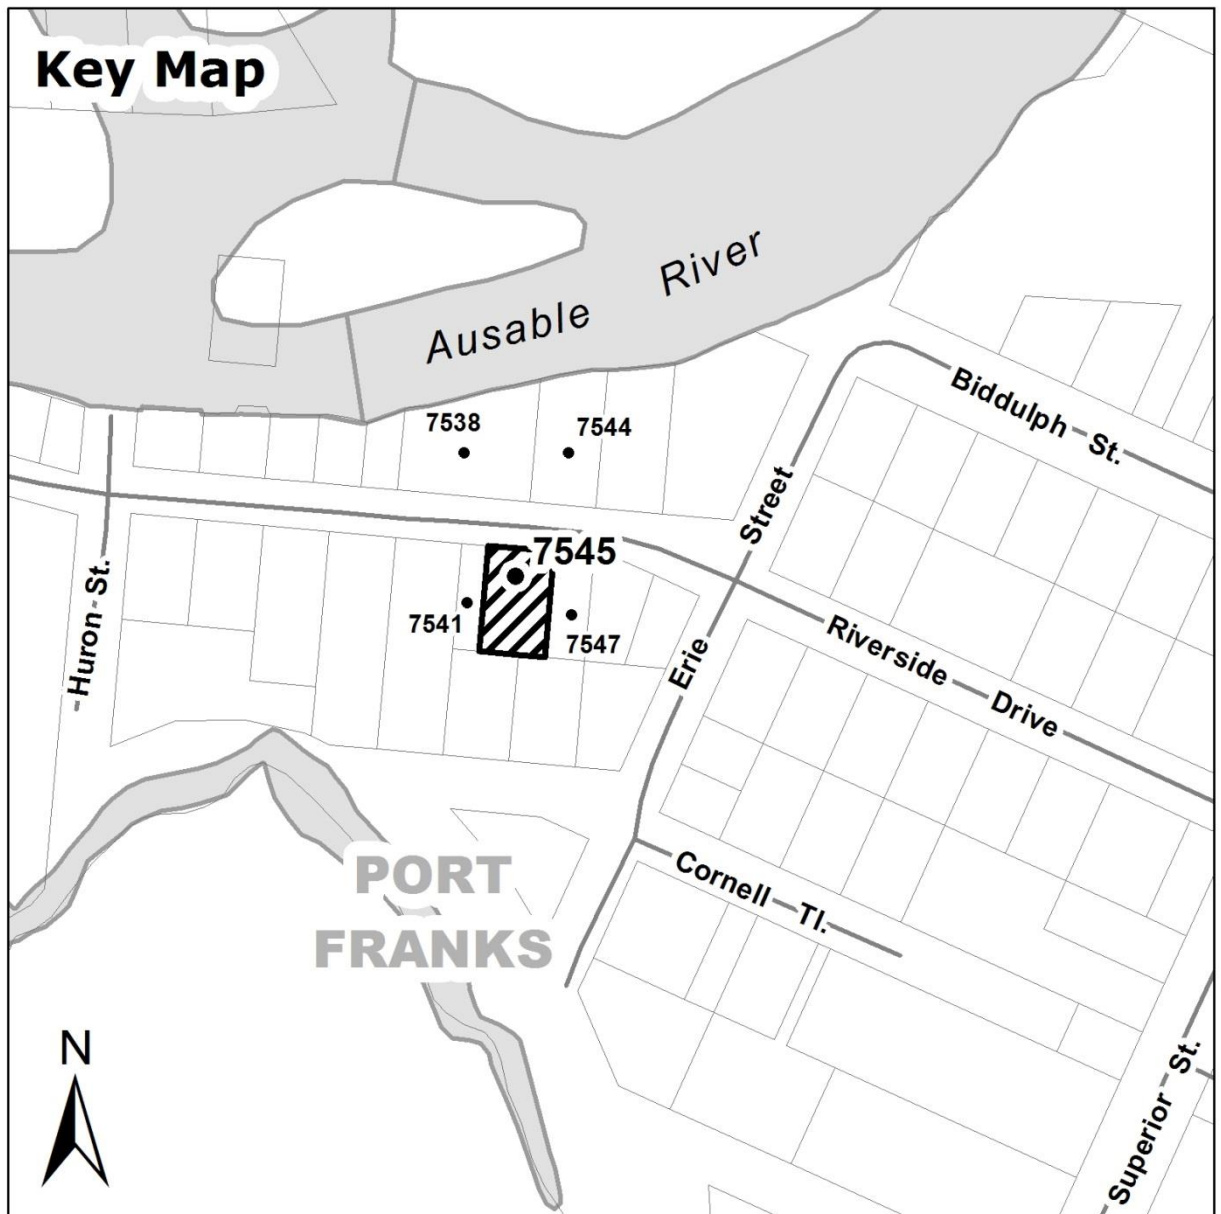 Key Map
Ausable River
7538
7544
Biddulph St.
Erie Street
7545
7541
7547
Huron St.
Riverside Drive
PORT
FRANKS
Cornell Tl.
Superior St.
N